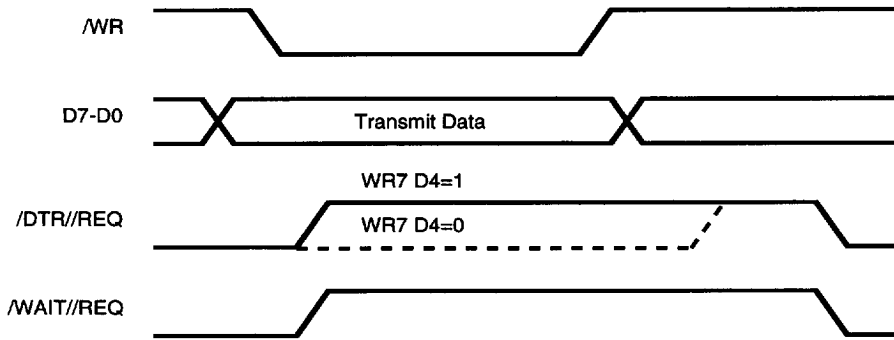 /WR
D7-D0
Transmit Data
WR7 D4=1
/DTR//REQ
WR7 D4=0
/WAIT//REQ